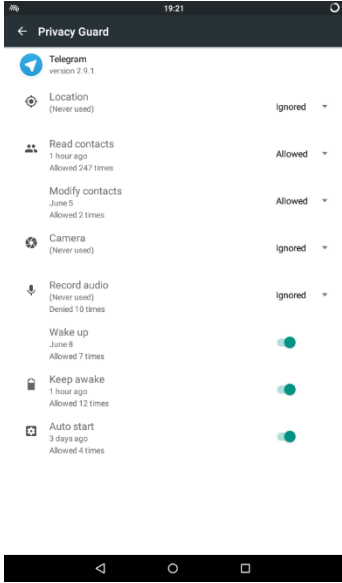 19:21
Privacy Guard
Telegram
version 2.9.1
Location
(Never used)
Ignored
Read contacts
1 hour ago
Allowed 247 times
Allowed
Modify contacts
June 5
Allowed 2 times
Allowed
Camera
(Never used)
Ignored
Record audio
(Never used)
Denied 10 times
Ignored
Wake up
June 8
Allowed 7 times
Keep awake
1 hour ago
Allowed 12 times
Auto start
3 days ago
Allowed 4 times